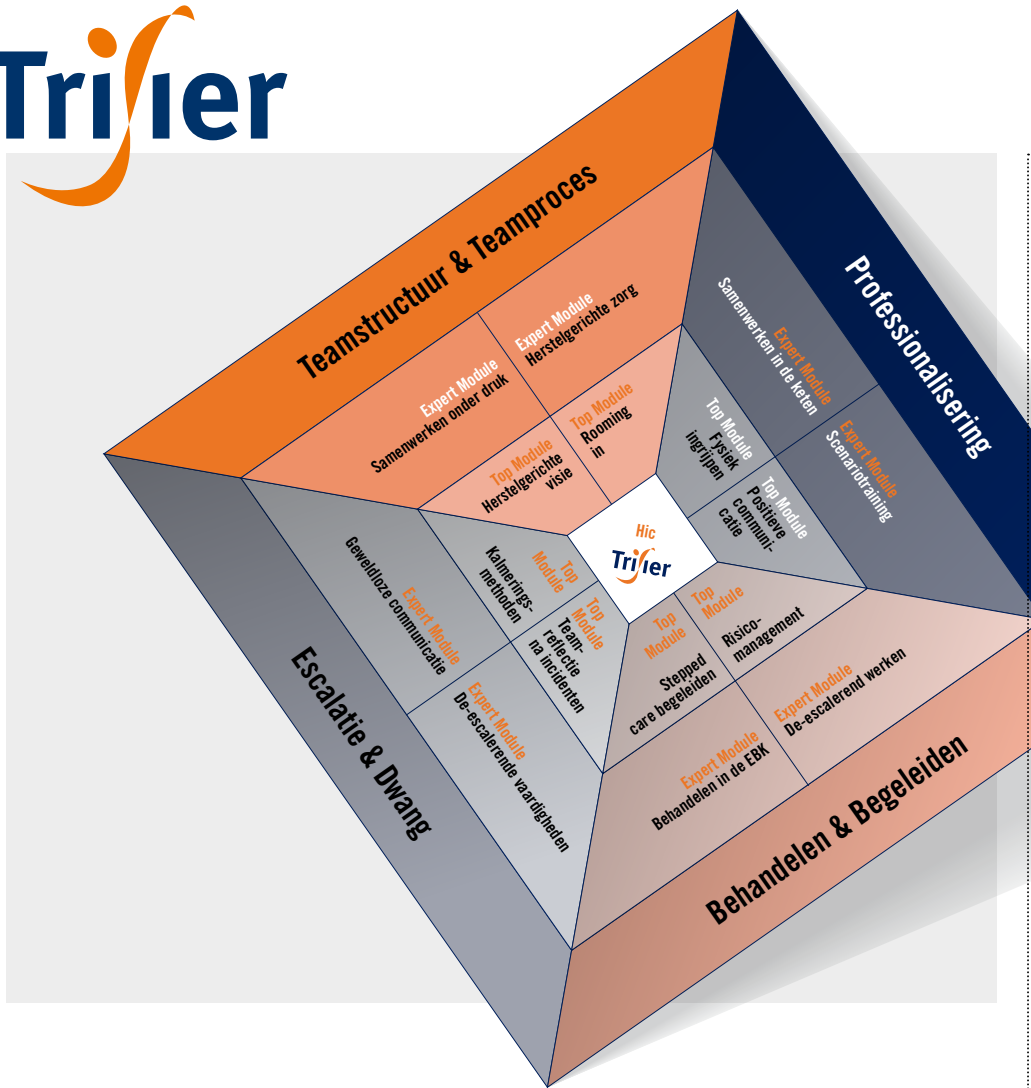 Trifier
Teamstructuur & Teamproces
Expert Module
Samenwerken onder druk
Expert Module
Herstelgerichte zorg
Top Module
Herstelgerichte
visie
Top Module
Rooming
in
Professionalisering
Expert Module
Samenwerken in de keten
Expert Module
Scenariotraining
Top Module
Fysiek
ingrijpen
Top Module
Positieve
communi-
catie
Hic
Trifier
Escalatie & Dwang
Expert Module
Geweldloze communicatie
Expert Module
De-escalerende vaardigheden
Top
Module
Kalmerings-
methoden
Top
Module
Team-
reflectie
na incidenten
Behandelen & Begeleiden
Top
Module
Stepped
care begeleiden
Top
Module
Risico-
management
Expert Module
Behandelen in de EBK
Expert Module
De-escalerend werken